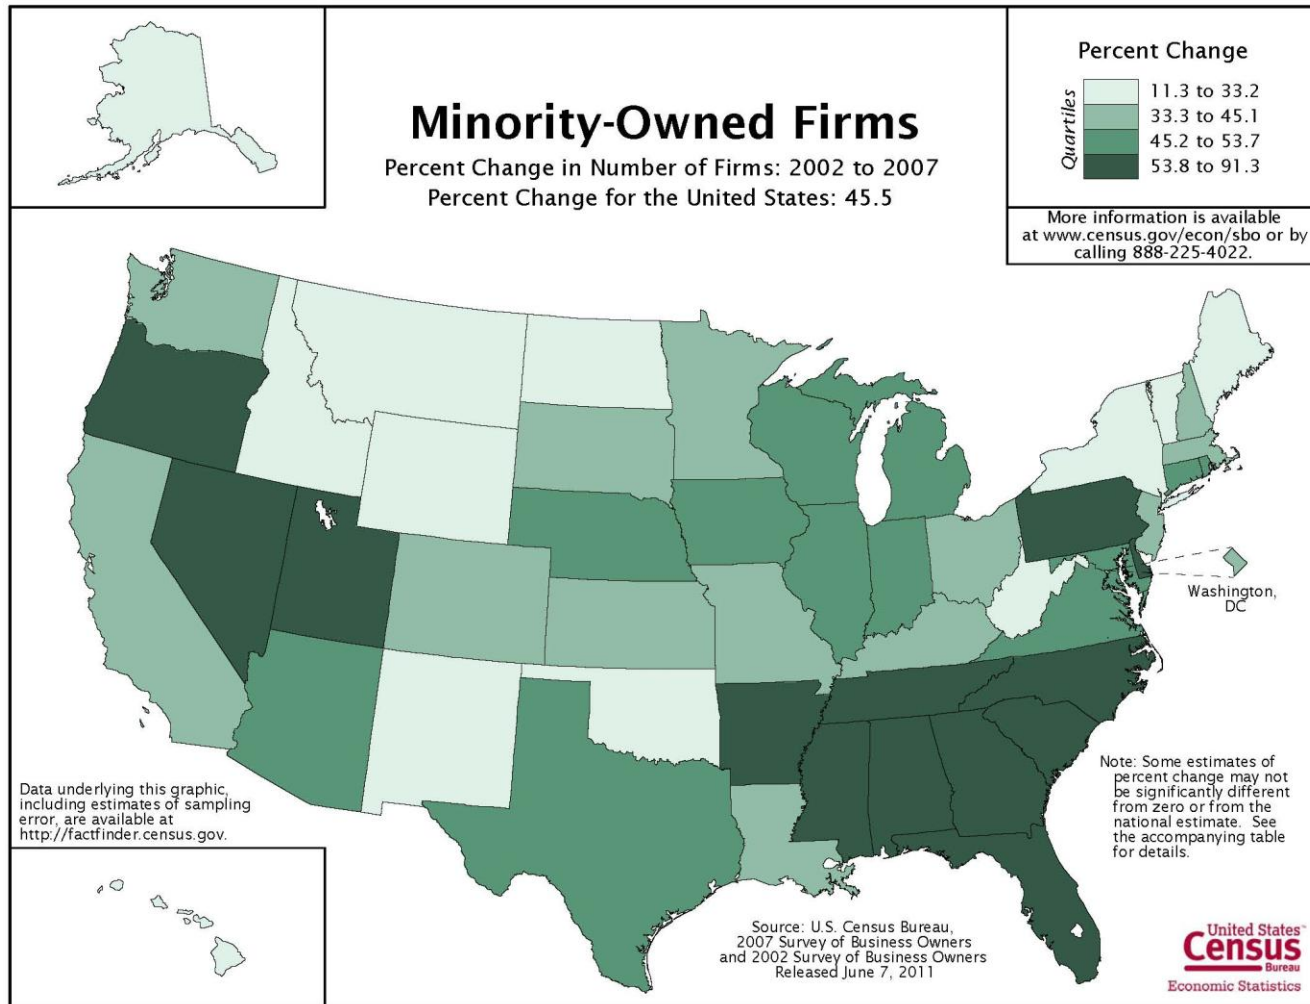 Minority-Owned Firms
Percent Change in Number of Firms: 2002 to 2007
Percent Change for the United States: 45.5
Percent Change
Quartiles
11.3 to 33.2
33.3 to 45.1
45.2 to 53.7
53.8 to 91.3
More information is available
at www.census.gov/econ/sbo or by
calling 888-225-4022.
Washington,
DC
Note: Some estimates of
percent change may not
be significantly different
from zero or from the
national estimate. See
the accompanying table
for details.
Data underlying this graphic,
including estimates of sampling
error, are available at
http://factfinder.census.gov.
Source: U.S. Census Bureau,
2007 Survey of Business Owners
and 2002 Survey of Business Owners
Released June 7, 2011
United States™
Census
Bureau
Economic Statistics